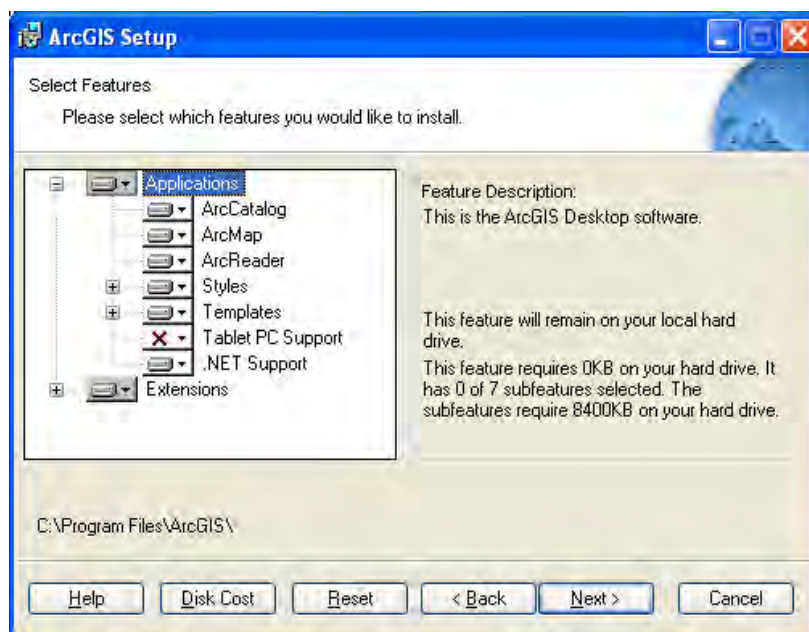 ArcGIS Setup
Select Features
Please select which features you would like to install.
Applications
ArcCatalog
ArcMap
ArcReader
Styles
Templates
Tablet PC Support
.NET Support
Extensions
Feature Description:
This is the ArcGIS Desktop software.
This feature will remain on your local hard
drive.
This feature requires 0KB on your hard drive. It
has 0 of 7 subfeatures selected. The
subfeatures require 8400KB on your hard drive.
C:\Program Files\ArcGIS\
Help
Disk Cost
Reset
< Back
Next >
Cancel